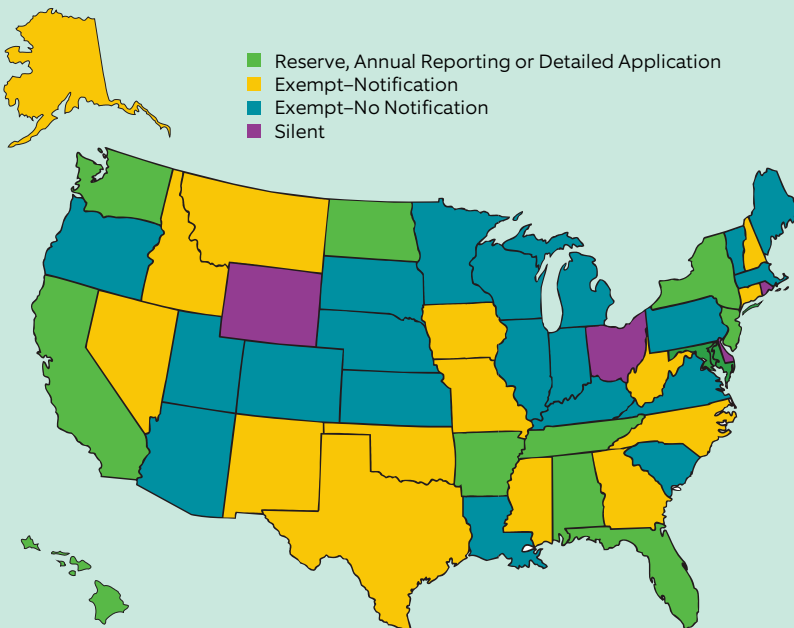 Reserve, Annual Reporting or Detailed Application
Exempt–Notification
Exempt–No Notification
Silent